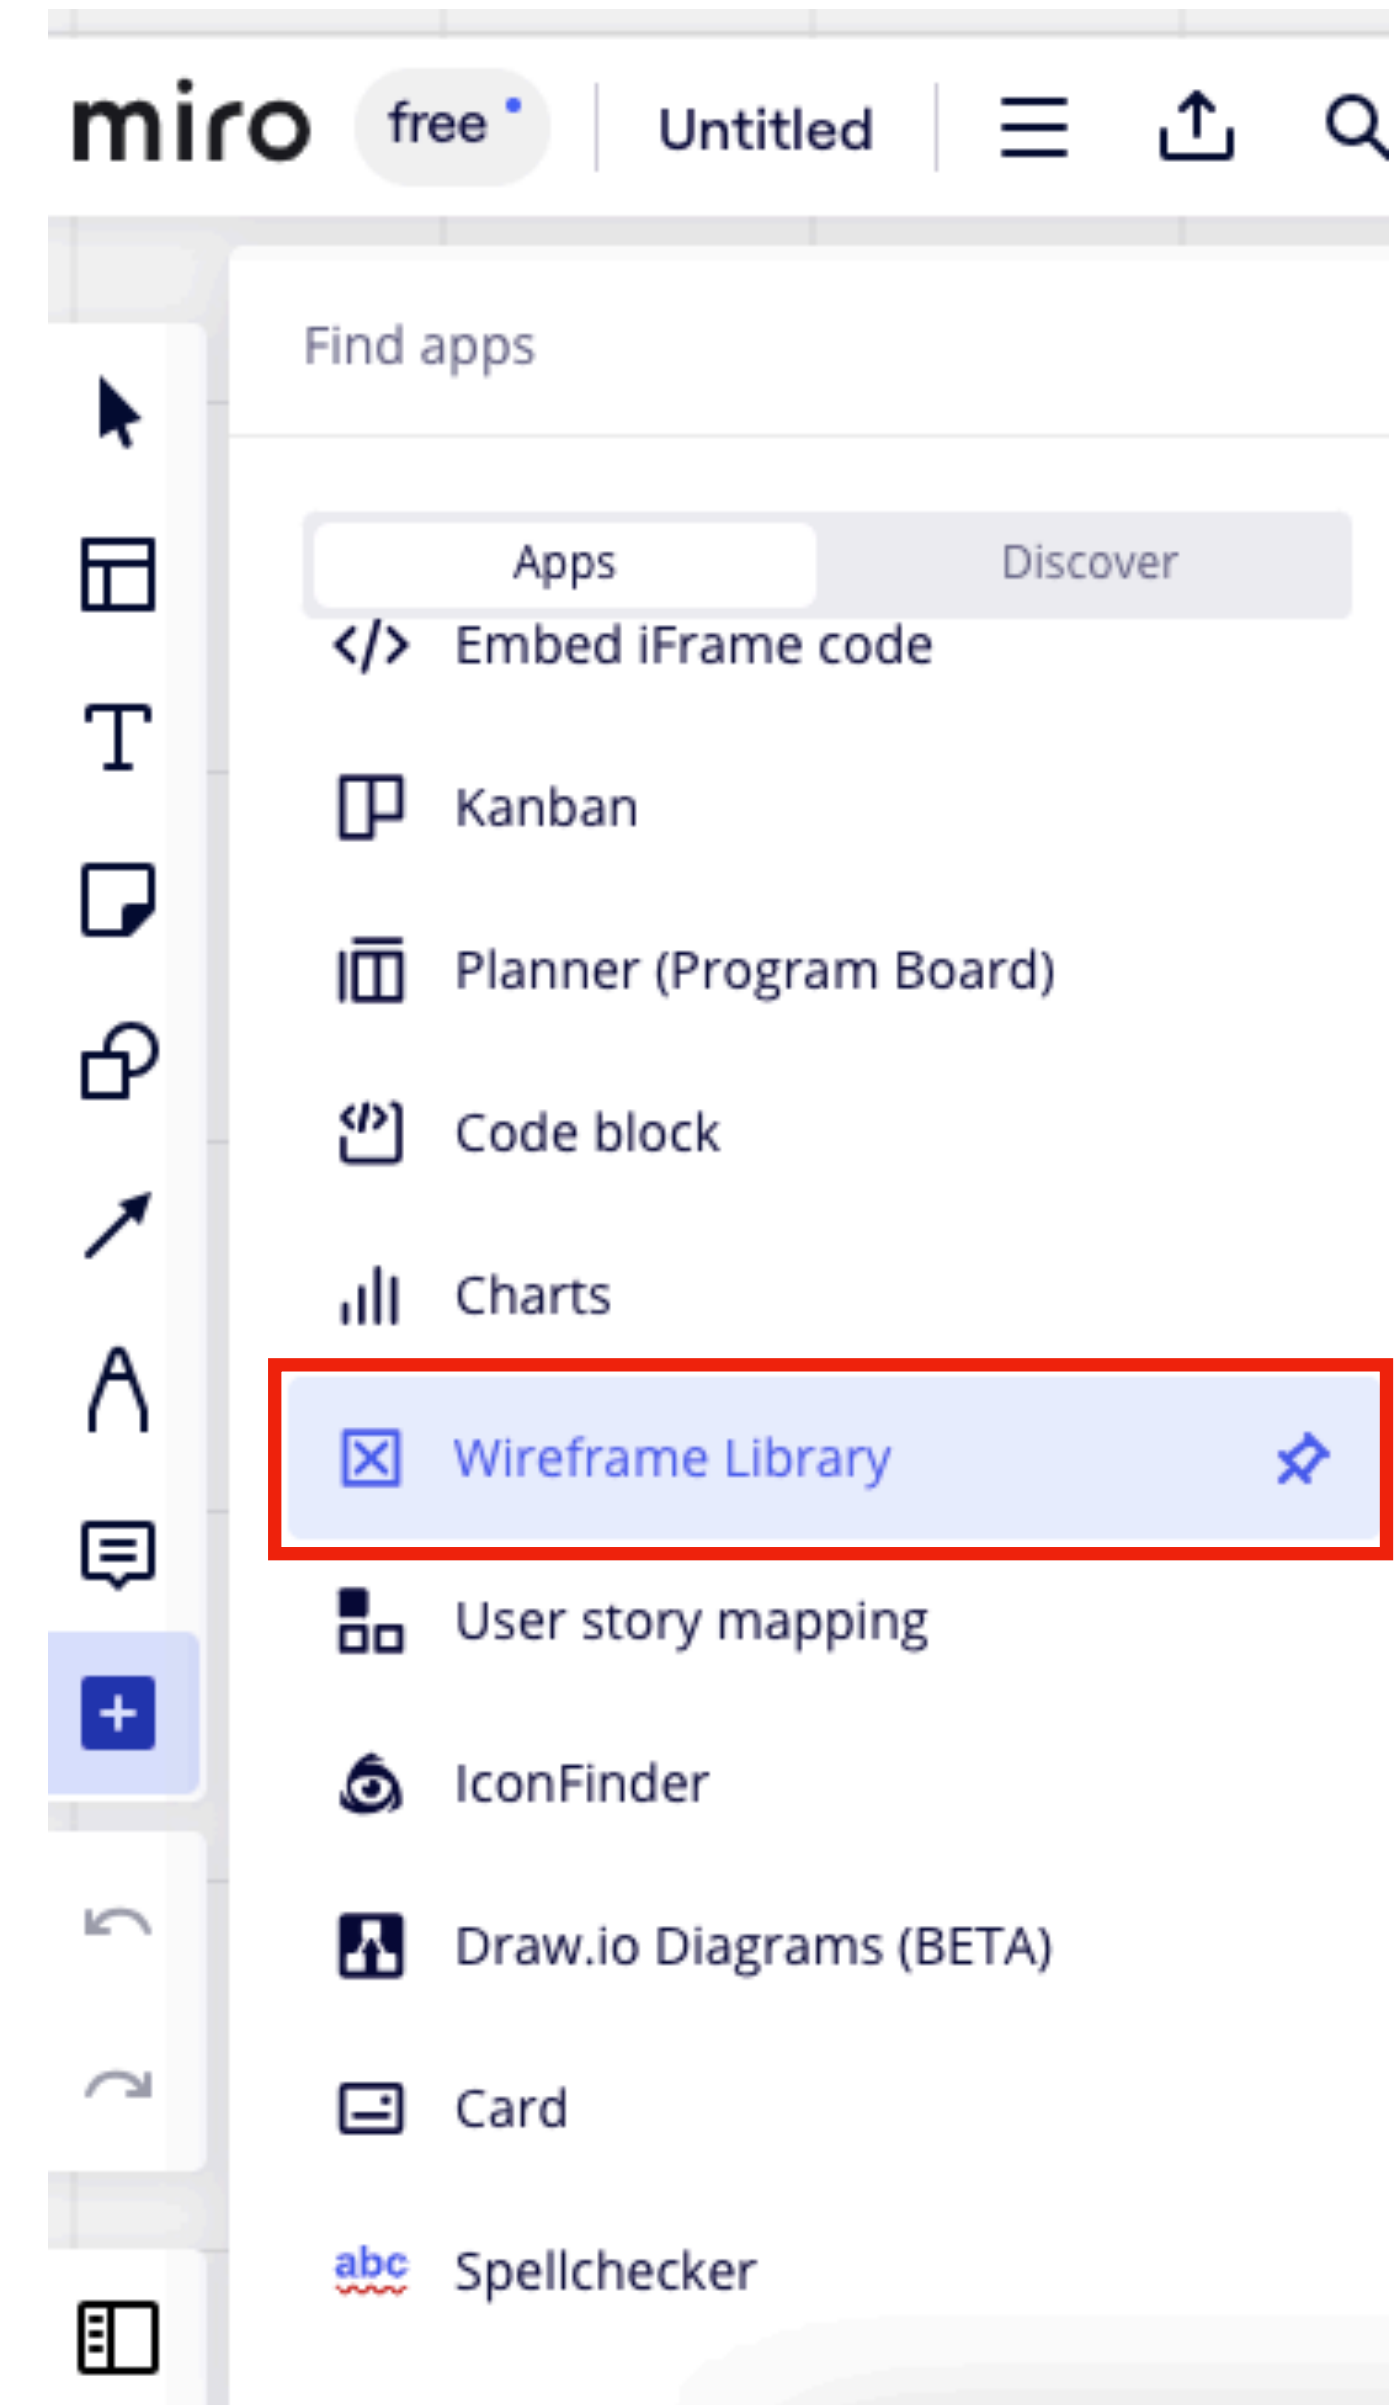 miro free Untitled
Find apps
Apps Discover
Embed iFrame code
Kanban
Planner (Program Board)
Code block
Charts
Wireframe Library
User story mapping
IconFinder
Draw.io Diagrams (BETA)
Card
abc Spellchecker